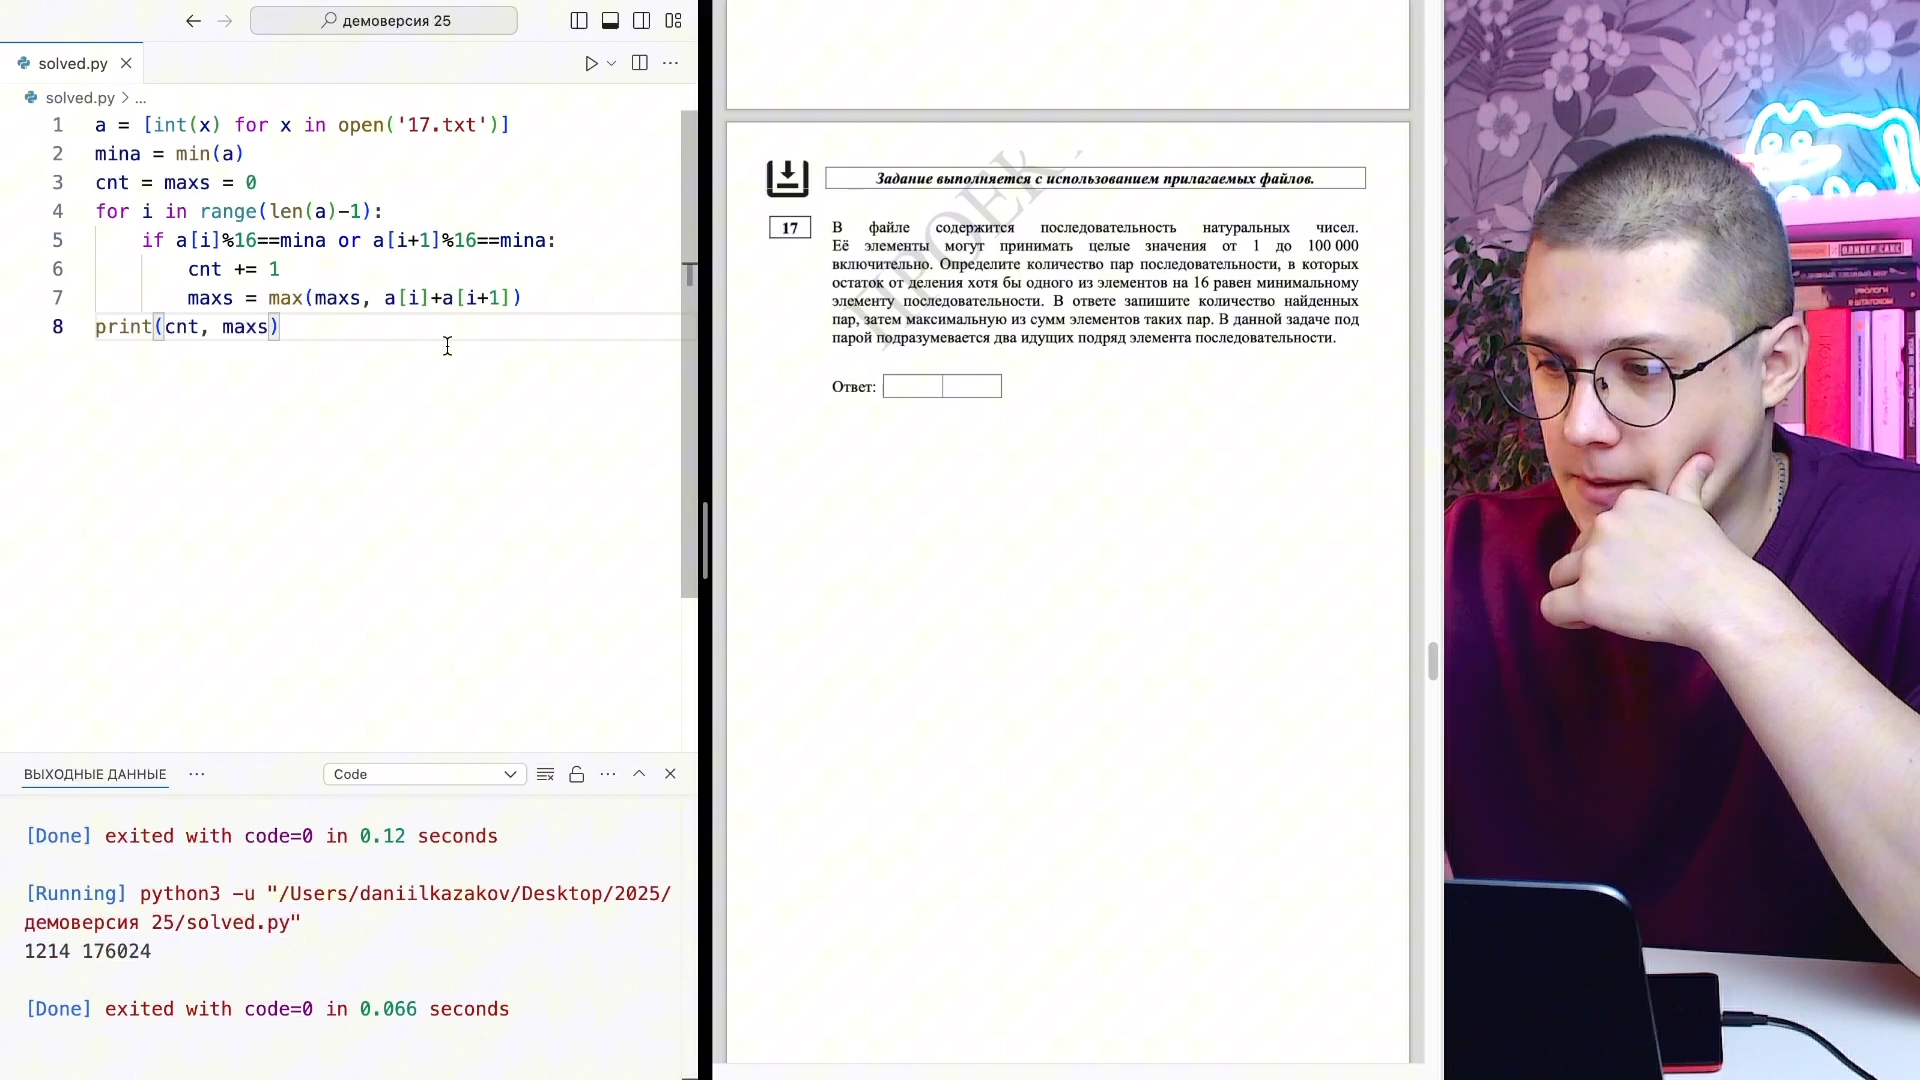 демоверсия 25
solved.py
solved.py > ...
1 a = [int(x) for x in open('17.txt')]
2 mina = min(a)
3 cnt = maxs = 0
4 for i in range(len(a)-1):
5 if a[i]%16==mina or a[i+1]%16==mina:
6 cnt += 1
7 maxs = max(maxs, a[i]+a[i+1])
8 print(cnt, maxs)
ВЫХОДНЫЕ ДАННЫЕ
Code
[Done] exited with code=0 in 0.12 seconds
[Running] python3 -u "/Users/daniilkazakov/Desktop/2025/
демоверсия 25/solved.py"
1214 176024
[Done] exited with code=0 in 0.066 seconds
ПРОЕК
Задание выполняется с использованием прилагаемых файлов.
17
В файле содержится последовательность натуральных чисел.
Её элементы могут принимать целые значения от 1 до 100 000
включительно. Определите количество пар последовательности, в которых
остаток от деления хотя бы одного из элементов на 16 равен минимальному
элементу последовательности. В ответе запишите количество найденных
пар, затем максимальную из сумм элементов таких пар. В данной задаче под
парой подразумевается два идущих подряд элемента последовательности.
Ответ:
ОЛИВЕР САКС